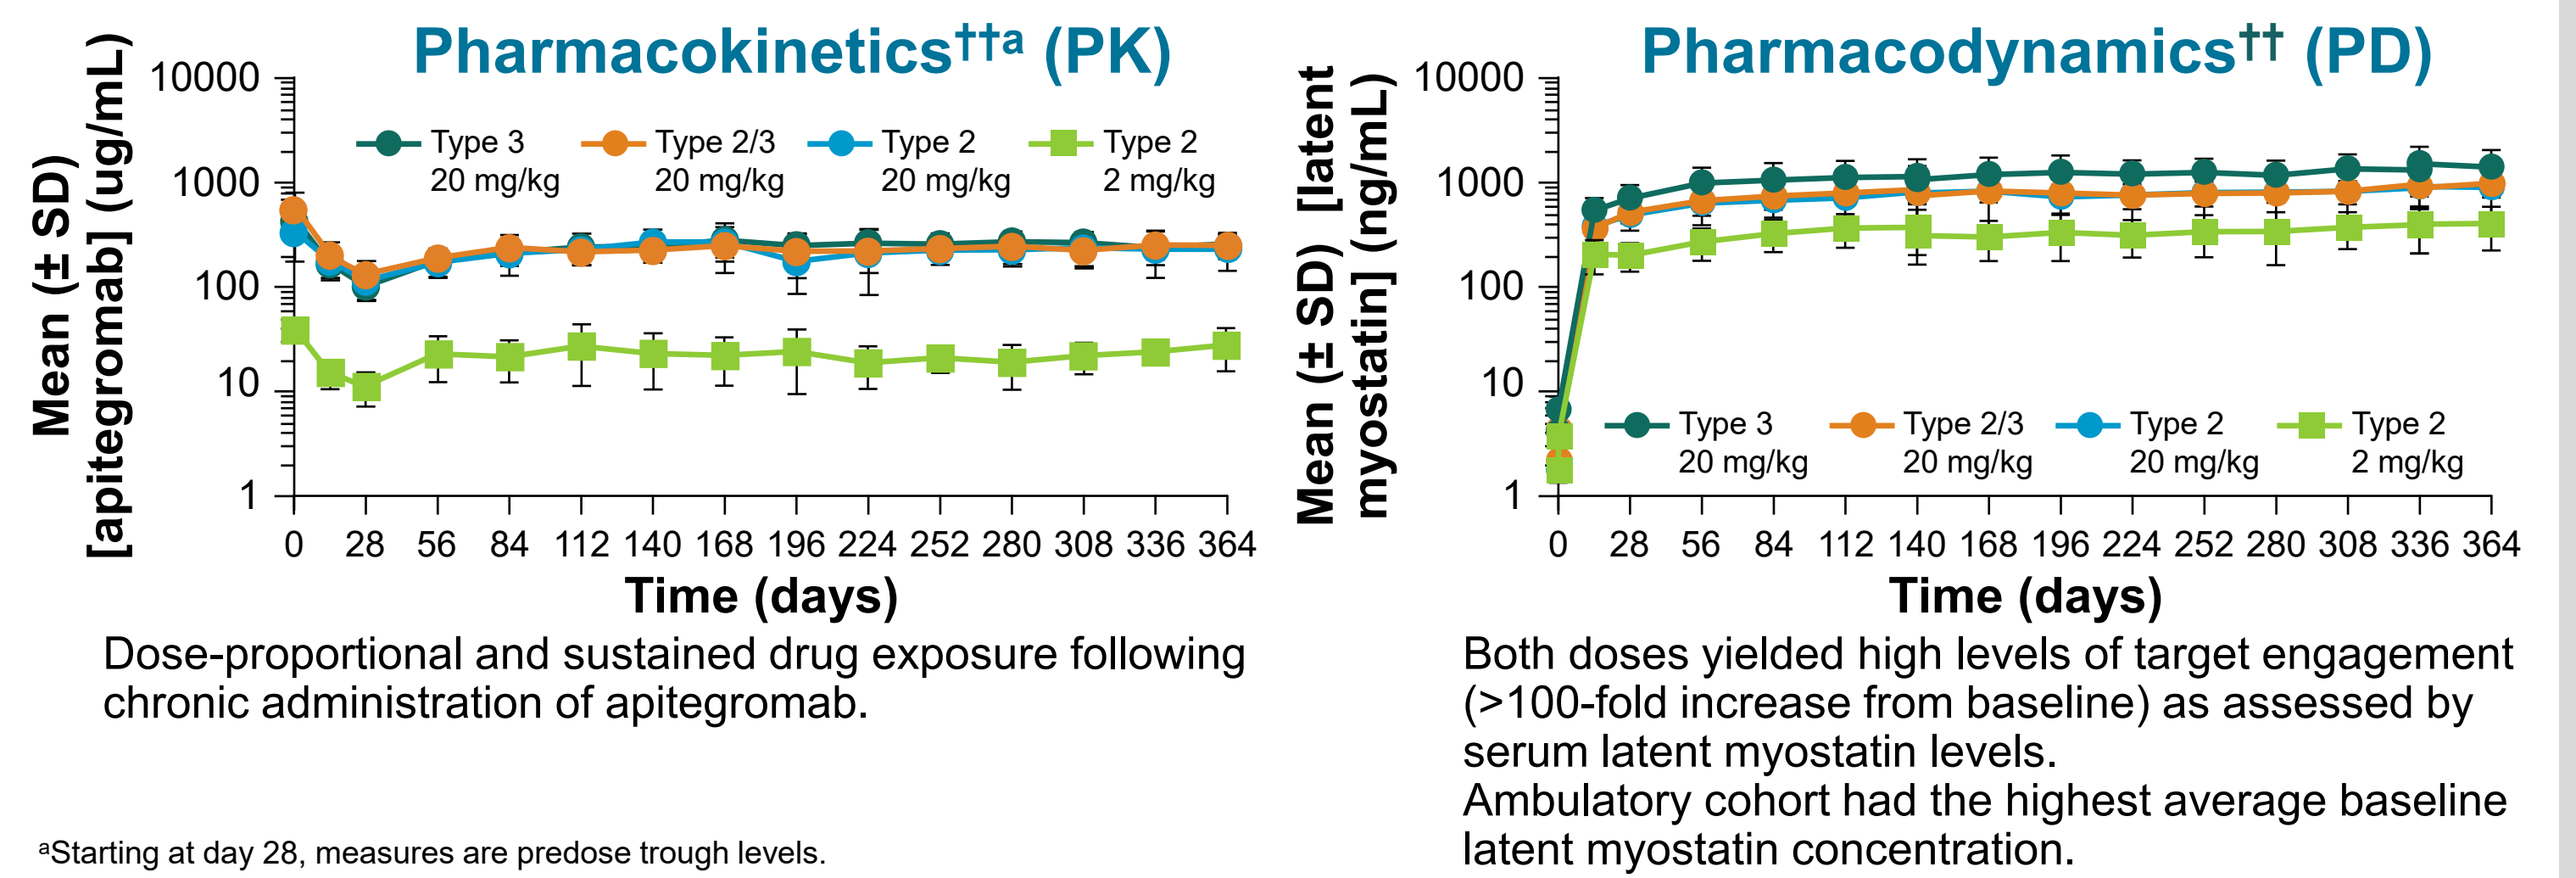 Pharmacokinetics††a (PK)
Mean (± SD)
[apitegromab] (ug/mL)
10000
1000
100
10
1
Type 3
20 mg/kg
Type 2/3
20 mg/kg
Type 2
20 mg/kg
Type 2
2 mg/kg
0 28 56 84 112 140 168 196 224 252 280 308 336 364
Time (days)
Dose-proportional and sustained drug exposure following
chronic administration of apitegromab.
aStarting at day 28, measures are predose trough levels.
Pharmacodynamics†† (PD)
Mean (± SD) [latent
myostatin] (ng/mL)
10000
1000
100
10
1
Type 3
20 mg/kg
Type 2/3
20 mg/kg
Type 2
20 mg/kg
Type 2
2 mg/kg
0 28 56 84 112 140 168 196 224 252 280 308 336 364
Time (days)
Both doses yielded high levels of target engagement
(>100-fold increase from baseline) as assessed by
serum latent myostatin levels.
Ambulatory cohort had the highest average baseline
latent myostatin concentration.